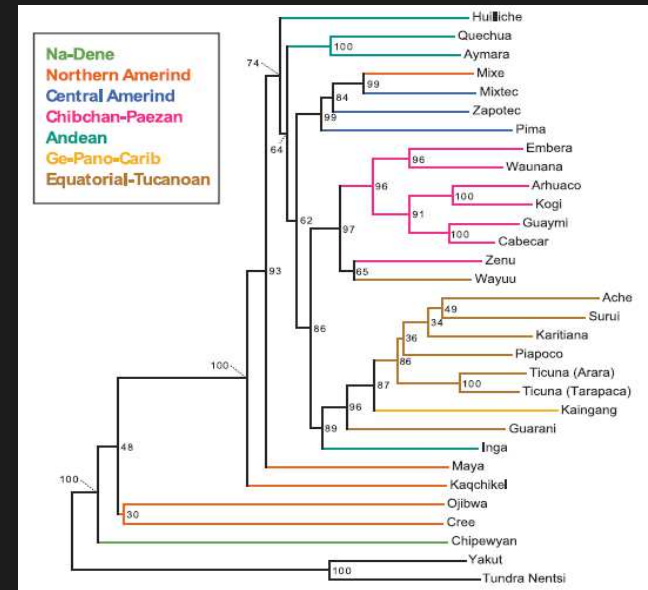 Huilliche
Quechua
Na-Dene
100
Aymara
74
Northern Amerind
Mixe
99
Central Amerind
Mixtec
84
Chibchan-Paezan
Zapotec
99
Andean
Pima
64
Ge-Pano-Carib
Embera
96
Equatorial-Tucanoan
Waunana
96
Arhuaco
100
Kogi
91
62
Guaymi
97
100
Cabecar
Zenu
93
65
Wayuu
Ache
49
Surui
34
86
Karitiana
36
Piapoco
86
100
Ticuna (Arara)
87
100
Ticuna (Tarapaca)
96
Kaingang
89
Guarani
48
Inga
Maya
100
Kaqchikel
Ojibwa
30
Cree
Chipewyan
Yakut
100
Tundra Nentsi